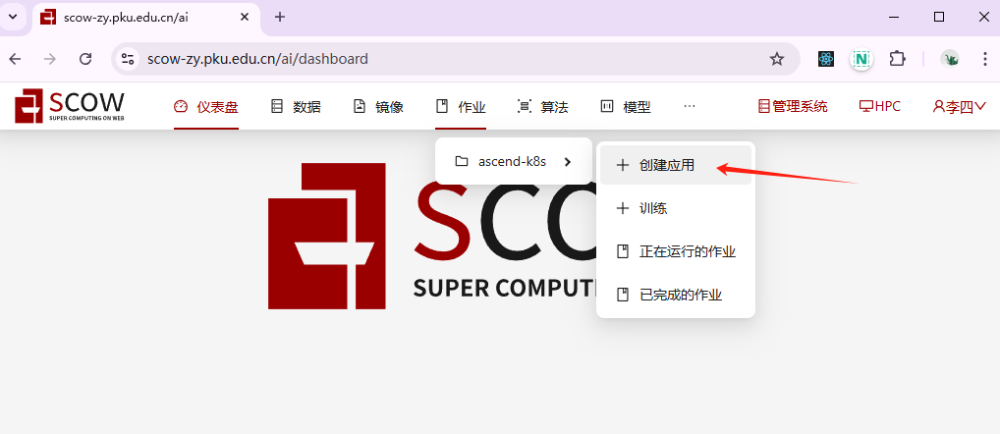 scow-zy.pku.edu.cn/ai
scow-zy.pku.edu.cn/ai/dashboard
SCOW
SUPER COMPUTING ON WEB
仪表盘 数据 镜像 作业 算法 模型 ··· 管理系统 HPC 李四
ascend-k8s
创建应用
训练
正在运行的作业
已完成的作业
SCO
SUPER COMPUT